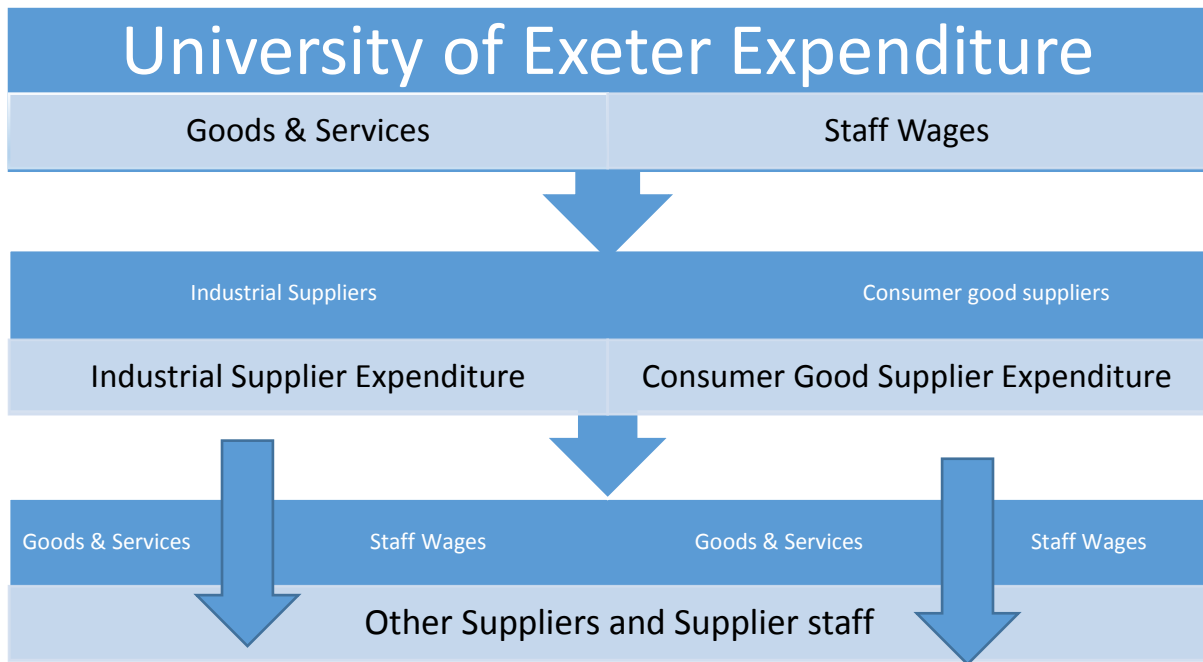 University of Exeter Expenditure
Goods & Services
Staff Wages
Industrial Suppliers
Consumer good suppliers
Industrial Supplier Expenditure
Consumer Good Supplier Expenditure
Goods & Services
Staff Wages
Goods & Services
Staff Wages
Other Suppliers and Supplier staff